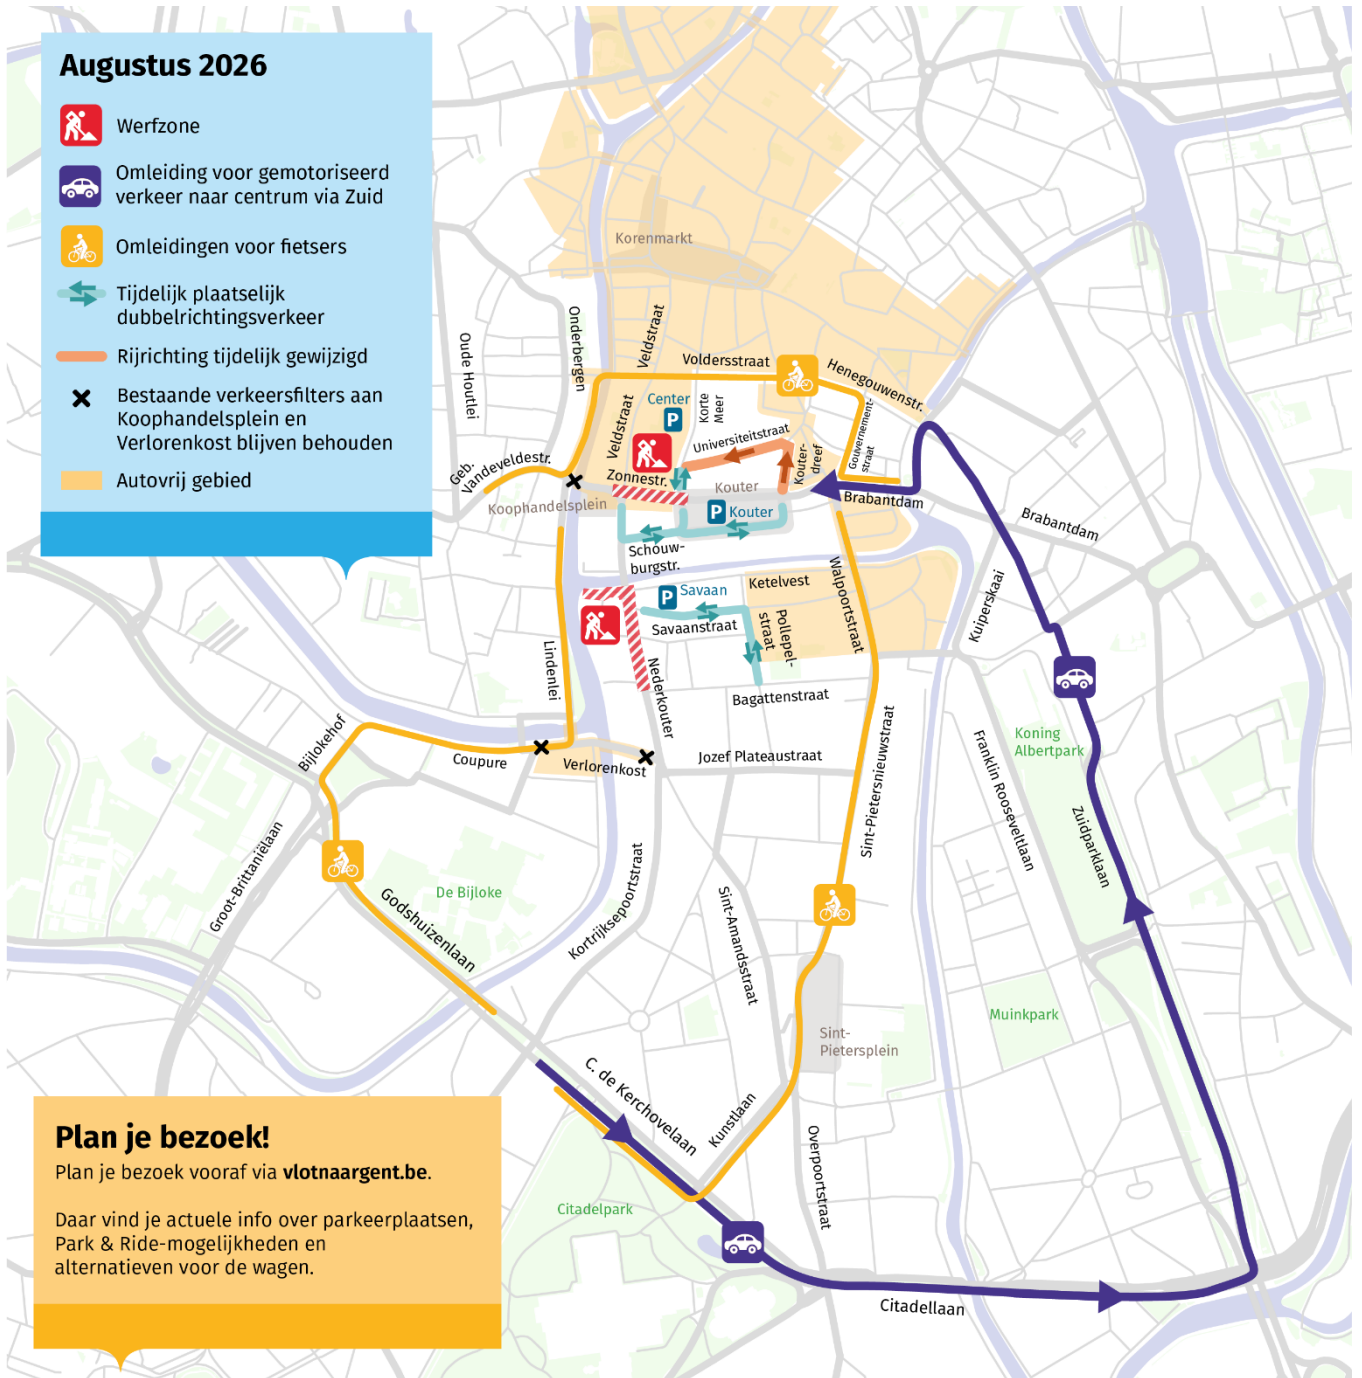 Augustus 2026
Werfzone
Omleiding voor gemotoriseerd
verkeer naar centrum via Zuid
Omleidingen voor fietsers
Tijdelijk plaatselijk
dubbelrichtingsverkeer
Rijrichting tijdelijk gewijzigd
Bestaande verkeersfilters aan
Koophandelsplein en
Verlorenkost blijven behouden
Autovrij gebied
Korenmarkt
Onderbergen
Oude Houtlei
Veldstraat
Voldersstraat
Henegouwenstr.
Center
P
Korte
Meer
Veldstraat
Universiteitstraat
Kouter-
dreef
Gouvernement-
straat
Geb.
Vandeveldestr.
Zonnestr.
Kouter
Koophandelsplein
P Kouter
Brabantdam
Brabantdam
Schouw-
burgstr.
Ketelvest
Walpoortstraat
Kuiperskaai
P Savaan
Savaanstraat
Pollepel-
straat
Lindenlei
Nederkouter
Bagattenstraat
Bijlokehof
Coupure
Verlorenkost
Jozef Plateaustraat
Sint-Pietersnieuwstraat
Koning
Albertpark
Franklin Rooseveltlaan
Zuidparklaan
Groot-Brittaniëlaan
De Bijloke
Godshuizenlaan
Kortrijksepoortstraat
Sint-Amandsstraat
Muinkpark
Sint-
Pietersplein
C. de Kerchovelaan
Kunstlaan
Overpoortstraat
Citadelpark
Citadellaan
Plan je bezoek!
Plan je bezoek vooraf via vlotnaargent.be.
Daar vind je actuele info over parkeerplaatsen,
Park & Ride-mogelijkheden en
alternatieven voor de wagen.